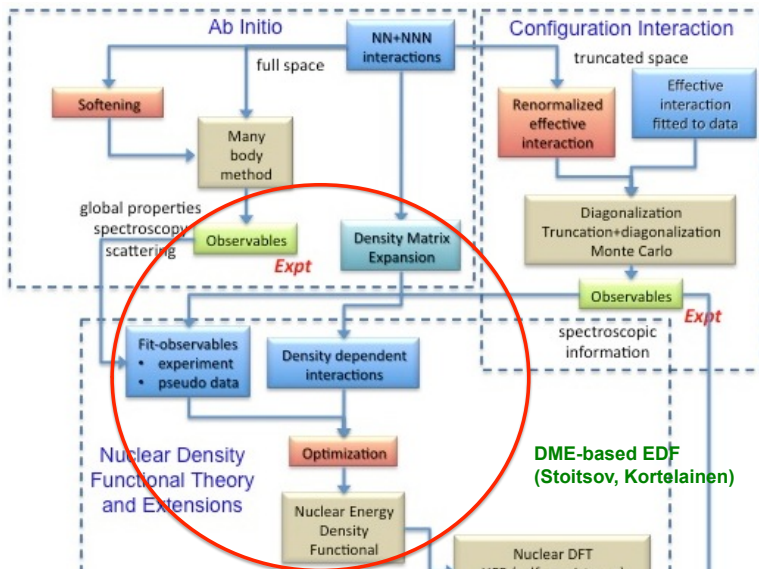 Ab Initio
NN+NNN
interactions
Configuration Interaction
full space
truncated space
Softening
Many
body
method
Renormalized
effective
interaction
Effective
interaction
fitted to data
global properties
spectroscopy
scattering
Observables
Expt
Density Matrix
Expansion
Diagonalization
Truncation+diagonalization
Monte Carlo
Observables
Expt
spectroscopic
information
Fit-observables
• experiment
• pseudo data
Density dependent
interactions
Optimization
Nuclear Density
Functional Theory
and Extensions
DME-based EDF
(Stoitsov, Kortelainen)
Nuclear Energy
Density
Functional
Nuclear DFT